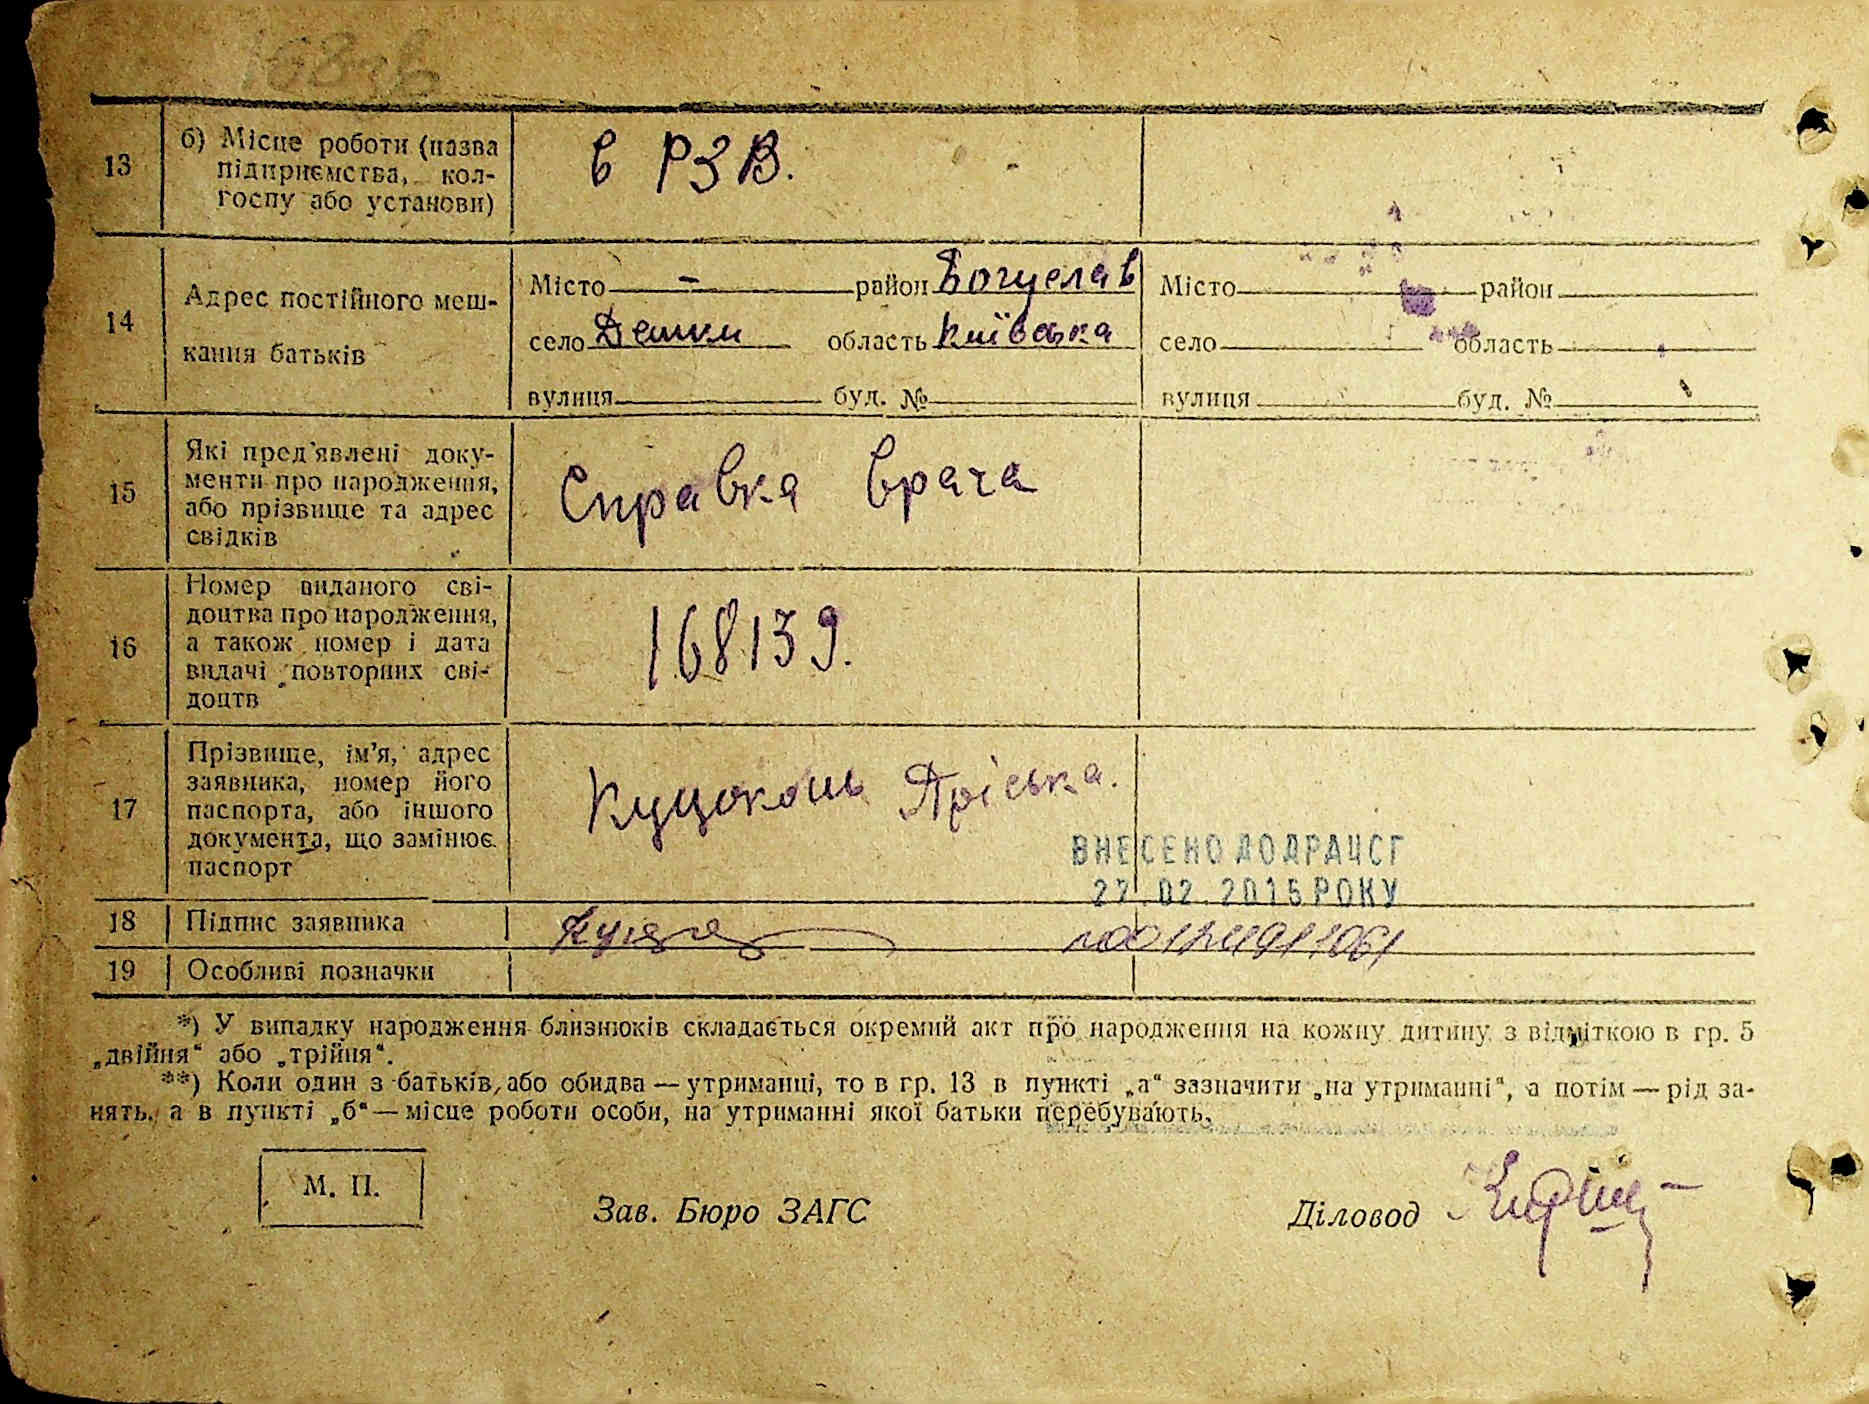 13
б) Місце роботи (назва
підприємства, кол-
госпу або установи)
в РЗВ.
14
Адрес постійного меш-
кання батьків
Місто – район Богуслав
село Дешки область Київська
вулиця буд. №
Місто район
село область
вулиця буд. №
15
Які пред'явлені доку-
менти про народження,
або прізвище та адрес
свідків
Справка врача
16
Номер виданого сві-
доцтва про народження,
а також номер і дата
видачі повторних сві-
доцтв
168139.
17
Прізвище, ім'я, адрес
заявника, номер його
паспорта, або іншого
документа, що замінює
паспорт
Куцоконь Пріська.
ВНЕСЕНО ДО ДРАЦСГ
27.02.2015 РОКУ
18
Підпис заявника
19
Особливі позначки
*) У випадку народження близнюків складається окремий акт про народження на кожну дитину з відміткою в гр. 5
„двійня“ або „трійня“.
**) Коли один з батьків, або обидва — утриманці, то в гр. 13 в пункті „а“ зазначити „на утриманні“, а потім — рід за-
нять, а в пункті „б“ — місце роботи особи, на утриманні якої батьки перебувають.
М. П.
Зав. Бюро ЗАГС
Діловод